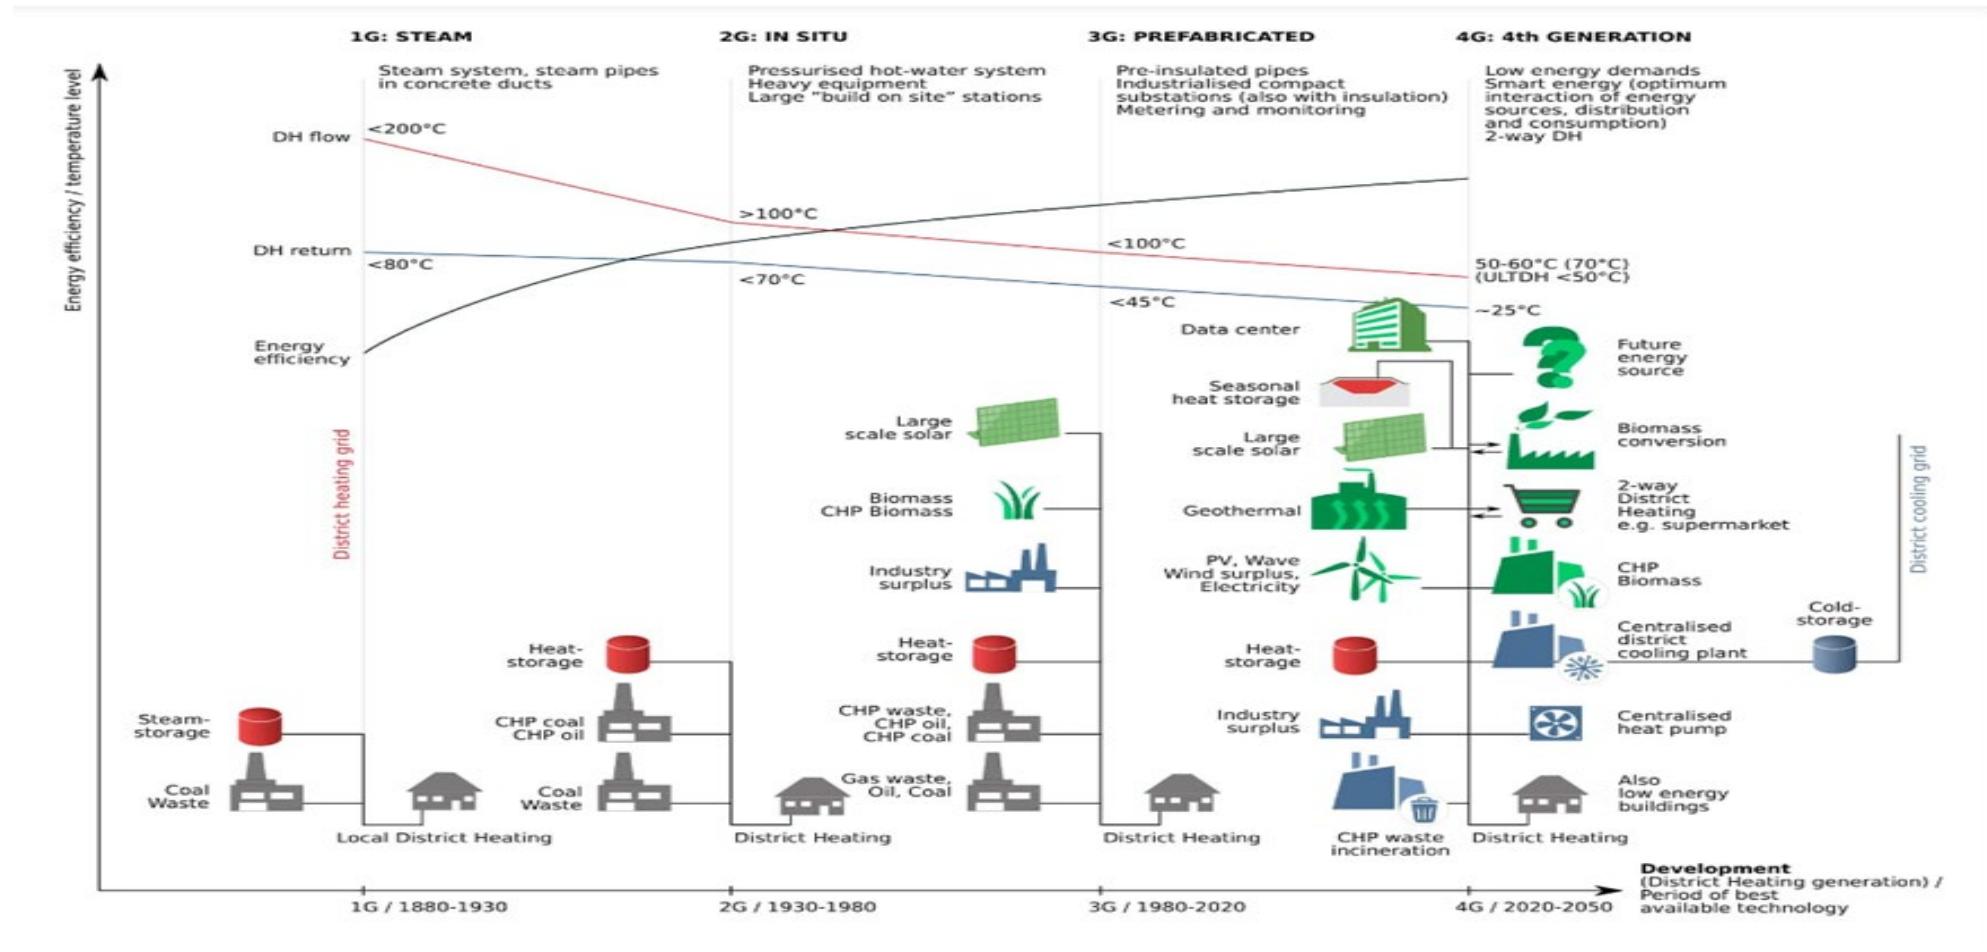 1G: STEAM
Steam system, steam pipes
in concrete ducts
2G: IN SITU
Pressurised hot-water system
Heavy equipment
Large "build on site" stations
3G: PREFABRICATED
Pre-insulated pipes
Industrialised compact
substations (also with insulation)
Metering and monitoring
4G: 4th GENERATION
Low energy demands
Smart energy (optimum
interaction of energy
sources, distribution
and consumption)
2-way DH
Energy efficiency / temperature level
DH flow
<200°C
>100°C
<100°C
50-60°C (70°C)
(ULTDH <50°C)
DH return
<80°C
<70°C
<45°C
~25°C
Energy
efficiency
District heating grid
Steam-
storage
Coal
Waste
Local District Heating
Heat-
storage
CHP coal
CHP oil
Coal
Waste
District Heating
Large
scale solar
Biomass
CHP Biomass
Industry
surplus
Heat-
storage
CHP waste,
CHP oil,
CHP coal
Gas waste,
Oil, Coal
District Heating
Data center
Seasonal
heat storage
Large
scale solar
Geothermal
PV, Wave
Wind surplus,
Electricity
Heat-
storage
Industry
surplus
CHP waste
incineration
Future
energy
source
Biomass
conversion
2-way
District
Heating
e.g. supermarket
CHP
Biomass
Centralised
district
cooling plant
Centralised
heat pump
Also
low energy
buildings
District Heating
Cold-
storage
District cooling grid
1G / 1880-1930
2G / 1930-1980
3G / 1980-2020
4G / 2020-2050
Development
(District Heating generation) /
Period of best
available technology